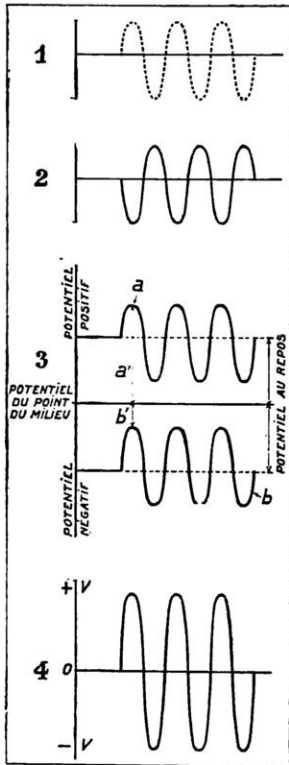 1
2
POTENTIEL
POSITIF
a
3
POTENTIEL
DU POINT
DU MILIEU
a'
b'
POTENTIEL AU REPOS
POTENTIEL
NÉGATIF
b
+ V
4
0
- V